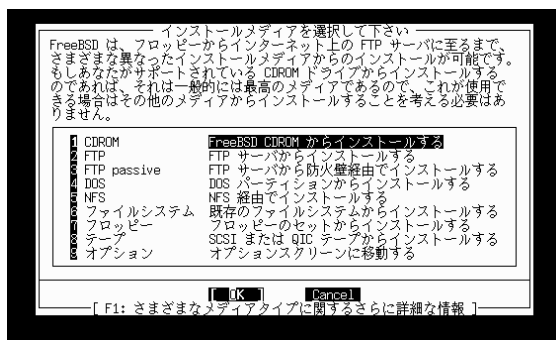 インストールメディアを選択して下さい
FreeBSD は、フロッピーからインターネット上の FTP サーバに至るまで、
さまざまな異なったインストールメディアからのインストールが可能です。
もしあなたがサポートされている CDROM ドライブからインストールする
のであれば、それは一般的には最高のメディアであるので、これが使用で
きる場合はその他のメディアからインストールすることを考える必要はあ
りません。
1 CDROM FreeBSD CDROM からインストールする
2 FTP FTP サーバからインストールする
3 FTP passive FTP サーバから防火壁経由でインストールする
4 DOS DOS パーティションからインストールする
5 NFS NFS 経由でインストールする
6 ファイルシステム 既存のファイルシステムからインストールする
7 フロッピー フロッピーのセットからインストールする
8 テープ SCSI または QIC テープからインストールする
9 オプション オプションスクリーンに移動する
[ OK ] Cancel
[ F1: さまざまなメディアタイプに関するさらに詳細な情報 ]